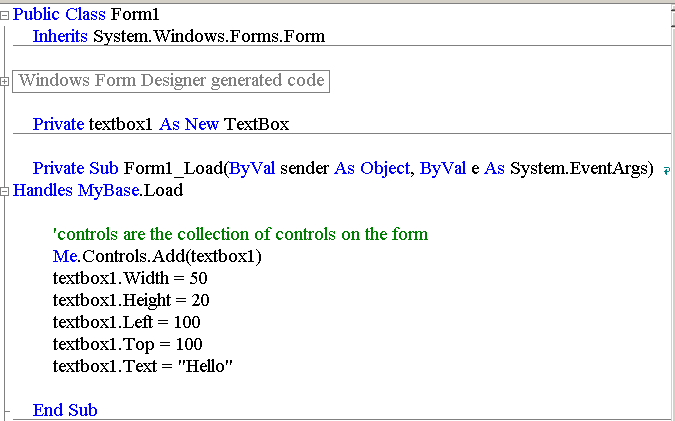 Public Class Form1
Inherits System.Windows.Forms.Form
Windows Form Designer generated code
Private textbox1 As New TextBox
Private Sub Form1_Load(ByVal sender As Object, ByVal e As System.EventArgs)
Handles MyBase.Load
'controls are the collection of controls on the form
Me.Controls.Add(textbox1)
textbox1.Width = 50
textbox1.Height = 20
textbox1.Left = 100
textbox1.Top = 100
textbox1.Text = "Hello"
End Sub